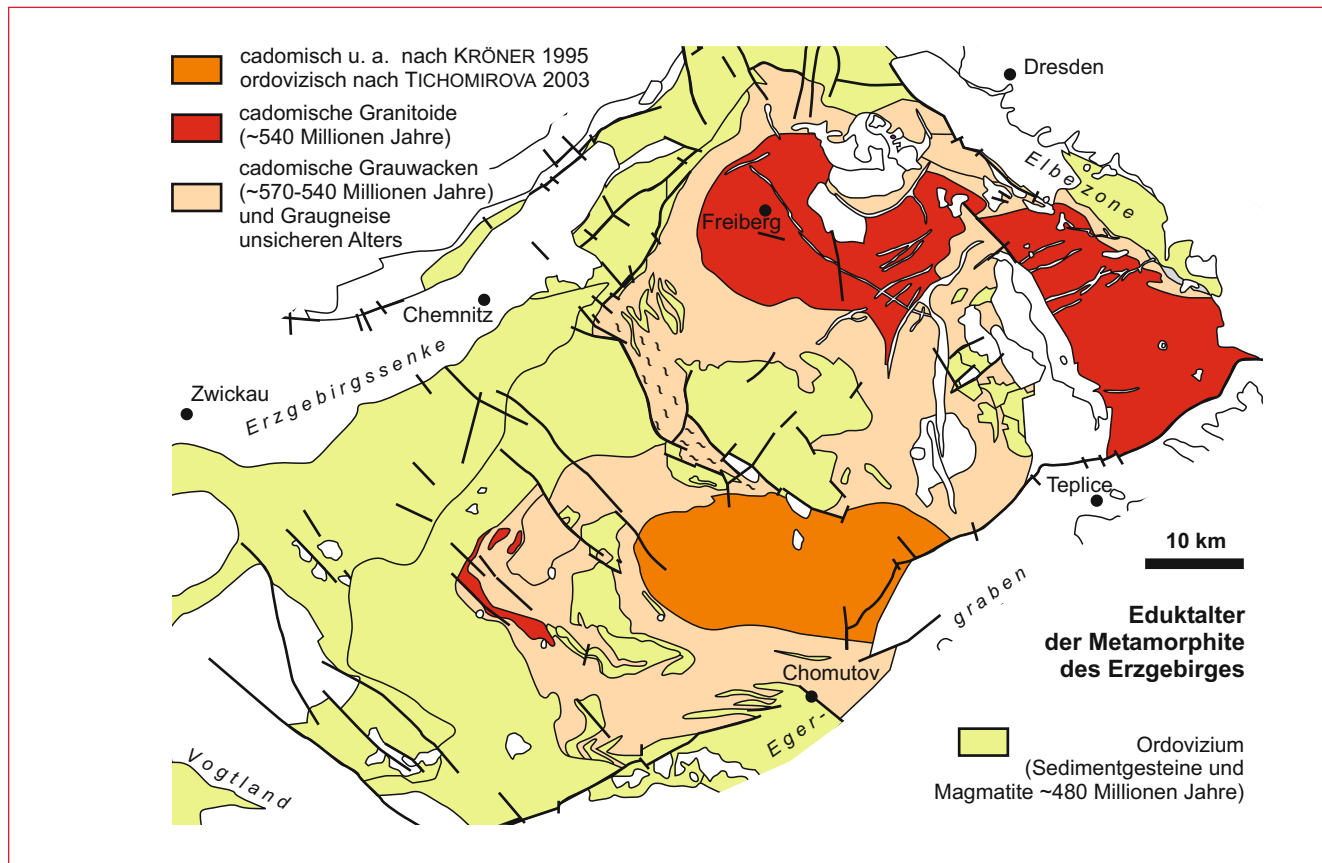 cadomisch u. a. nach KRÖNER 1995
ordovizisch nach TICHOMIROVA 2003
cadomische Granitoide
(~540 Millionen Jahre)
cadomische Grauwacken
(~570-540 Millionen Jahre)
und Graugneise
unsicheren Alters
Dresden
Elbezone
Freiberg
Chemnitz
Erzgebirgssenke
Zwickau
Teplice
10 km
Eduktalter
der Metamorphite
des Erzgebirges
Chomutov
Eger-
graben
Vogtland
Ordovizium
(Sedimentgesteine und
Magmatite ~480 Millionen Jahre)